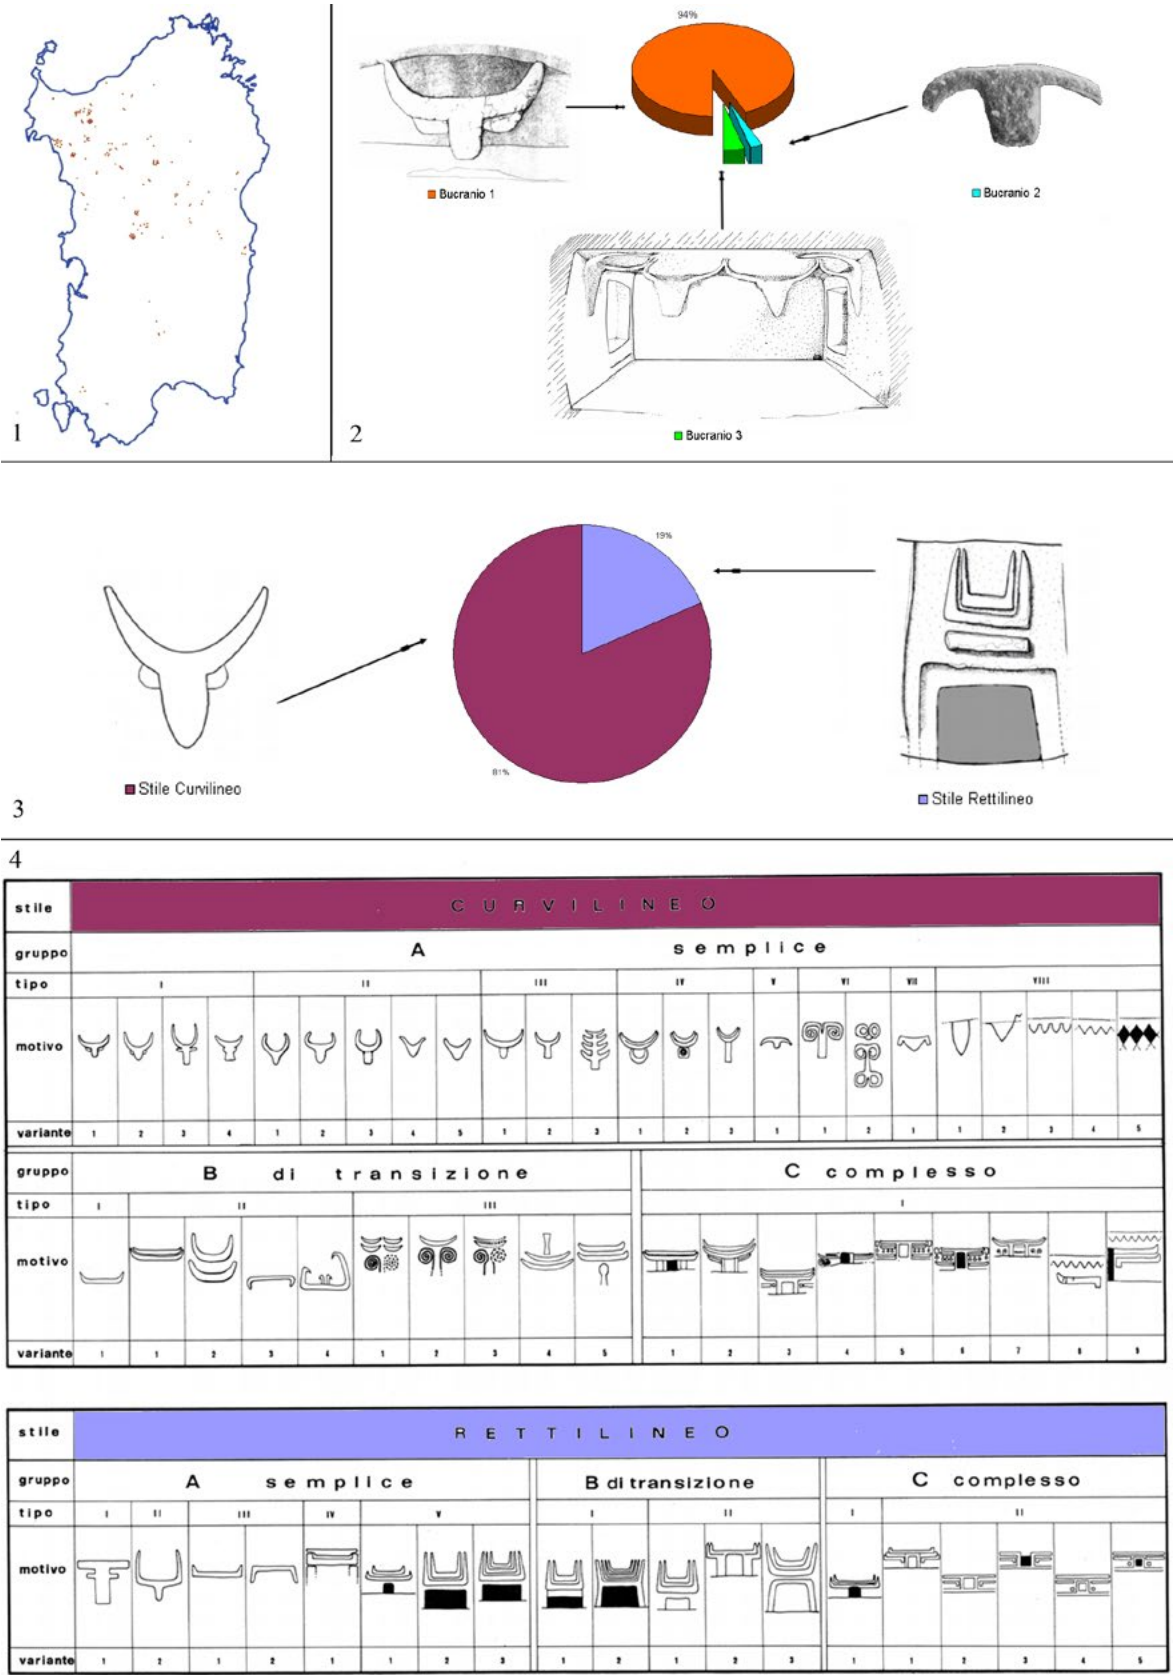 1
94%
Bucranio 1
Bucranio 2
Bucranio 3
2
19%
81%
Stile Curvilineo
Stile Rettilineo
3
4
stile CURVILINEO
gruppo A semplice
tipo I II III IV V VI VII VIII
motivo
variante 1 2 3 4 1 2 3 4 5 1 2 3 1 2 3 1 1 2 1 1 2 3 4 5
gruppo B di transizione C complesso
tipo I II III I
motivo
variante 1 1 2 3 4 1 2 3 4 5 1 2 3 4 5 6 7 8 9
stile RETTILINEO
gruppo A semplice B di transizione C complesso
tipo I II III IV V I II I II
motivo
variante 1 2 1 2 1 1 2 3 1 2 1 2 3 1 1 2 3 4 5